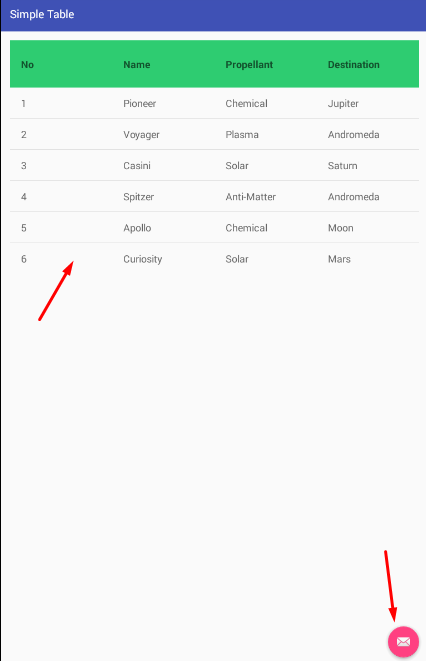 Simple Table
No Name Propellant Destination
1 Pioneer Chemical Jupiter
2 Voyager Plasma Andromeda
3 Casini Solar Saturn
4 Spitzer Anti-Matter Andromeda
5 Apollo Chemical Moon
6 Curiosity Solar Mars